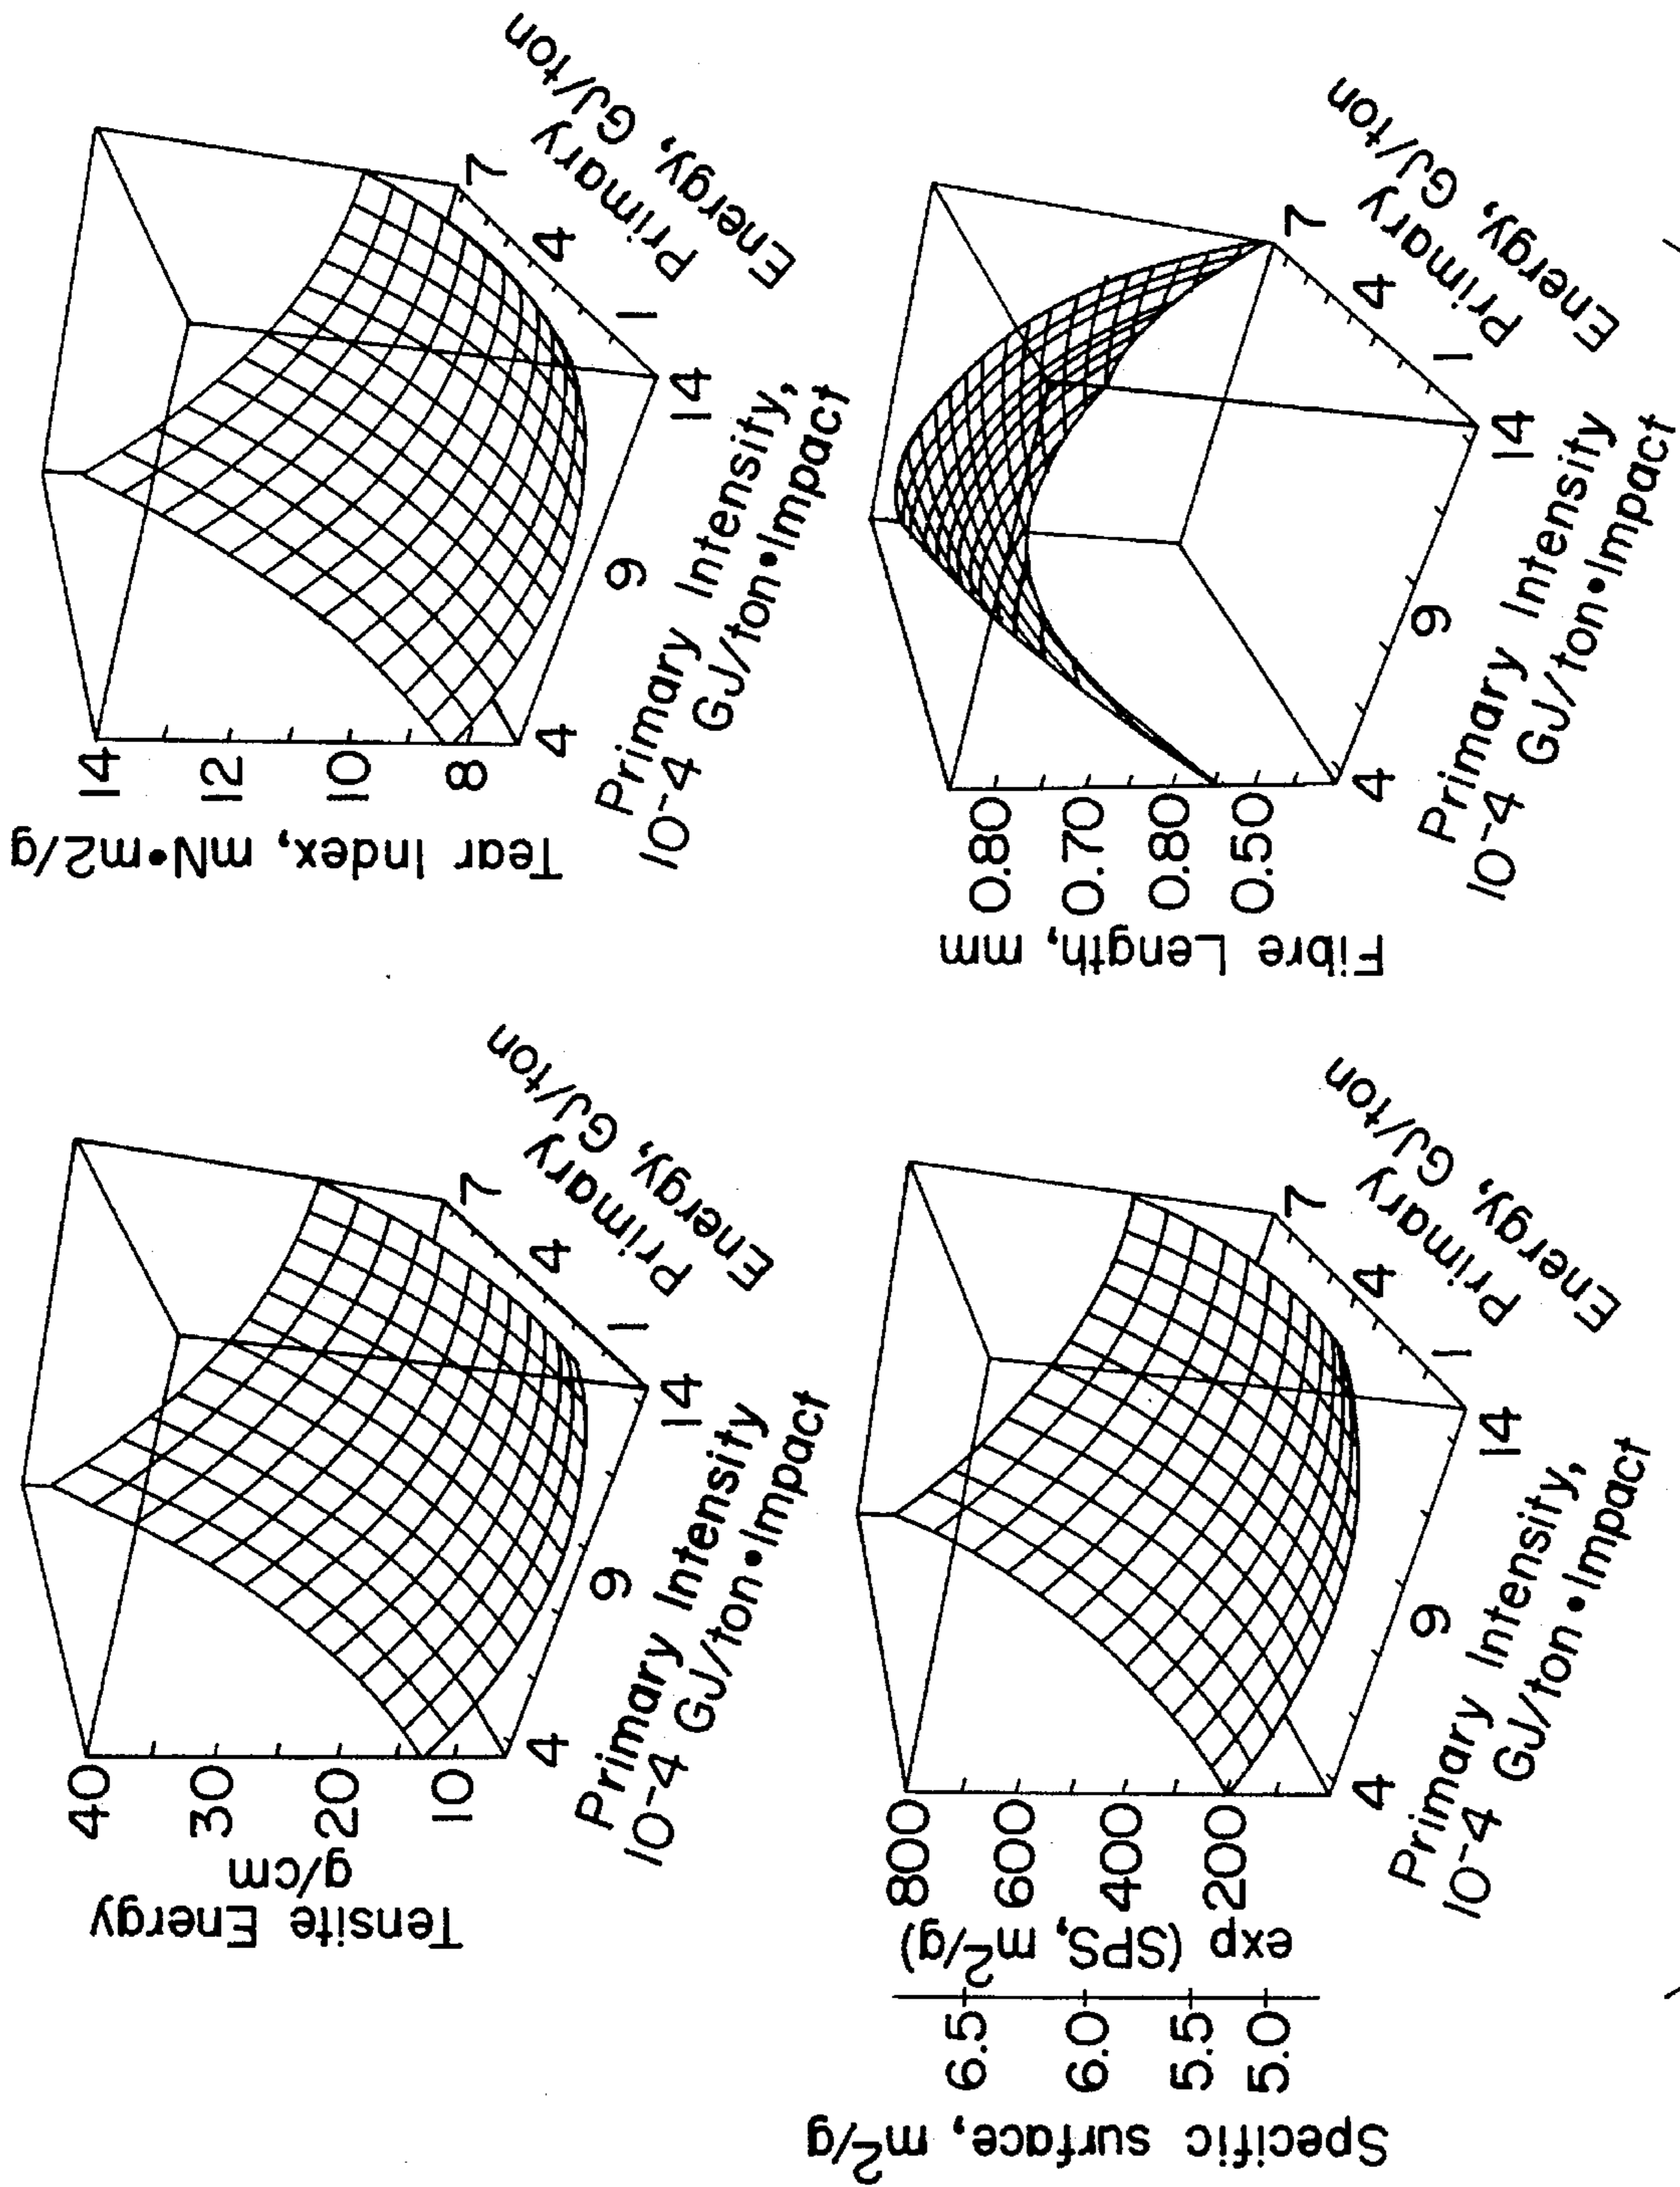 40
30
20
10
Tensite Energy
g/cm
4
9
14
Primary Intensity
10-4 GJ/ton•Impact
1
4
7
Primary
Energy, GJ/ton
14
12
10
8
Tear Index, mN•m2/g
4
9
14
Primary Intensity,
10-4 GJ/ton•Impact
1
4
7
Primary
Energy, GJ/ton
800
600
400
200
exp (SPS, m2/g)
6.5
6.0
5.5
5.0
Specific surface, m2/g
4
9
14
Primary Intensity,
10-4 GJ/ton•Impact
1
4
7
Primary
Energy, GJ/ton
0.80
0.70
0.80
0.50
Fibre Length, mm
4
9
14
Primary Intensity
10-4 GJ/ton•Impact
1
4
7
Primary
Energy, GJ/ton